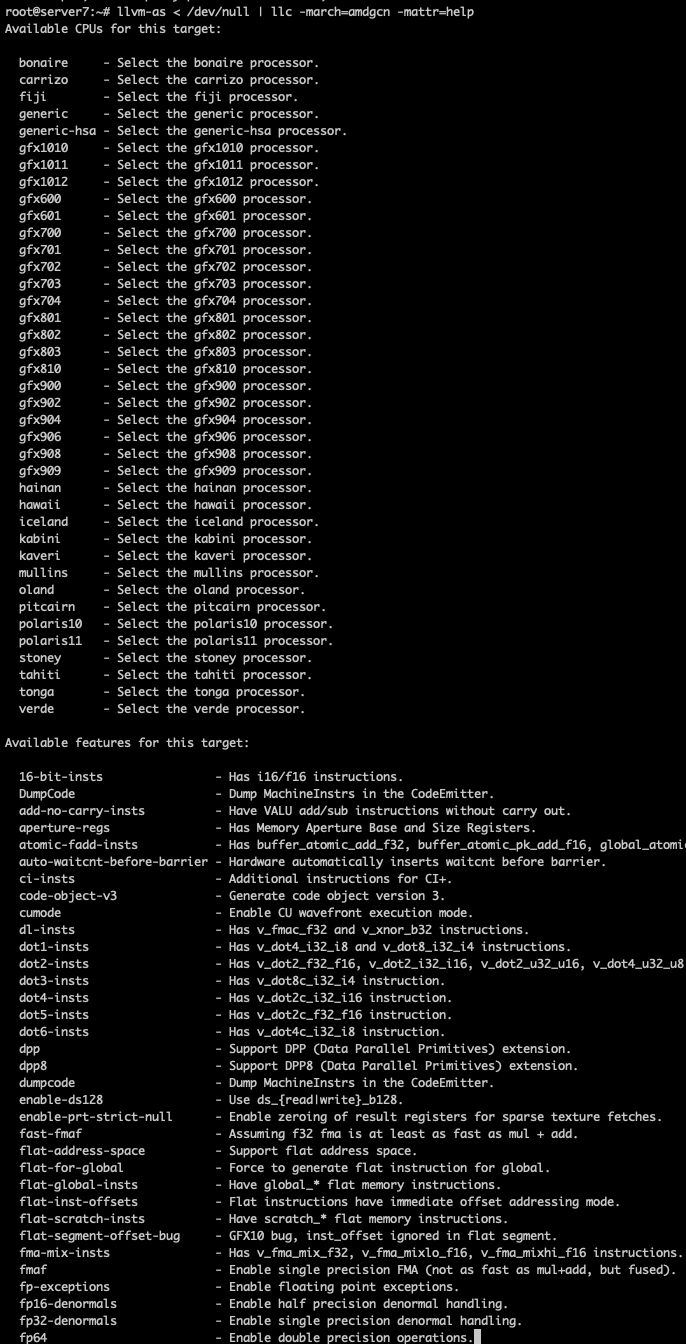 root@server7:~# llvm-as < /dev/null | llc -march=amdgcn -mattr=help
Available CPUs for this target:

  bonaire     - Select the bonaire processor.
  carrizo     - Select the carrizo processor.
  fiji        - Select the fiji processor.
  generic     - Select the generic processor.
  generic-hsa - Select the generic-hsa processor.
  gfx1010     - Select the gfx1010 processor.
  gfx1011     - Select the gfx1011 processor.
  gfx1012     - Select the gfx1012 processor.
  gfx600      - Select the gfx600 processor.
  gfx601      - Select the gfx601 processor.
  gfx700      - Select the gfx700 processor.
  gfx701      - Select the gfx701 processor.
  gfx702      - Select the gfx702 processor.
  gfx703      - Select the gfx703 processor.
  gfx704      - Select the gfx704 processor.
  gfx801      - Select the gfx801 processor.
  gfx802      - Select the gfx802 processor.
  gfx803      - Select the gfx803 processor.
  gfx810      - Select the gfx810 processor.
  gfx900      - Select the gfx900 processor.
  gfx902      - Select the gfx902 processor.
  gfx904      - Select the gfx904 processor.
  gfx906      - Select the gfx906 processor.
  gfx908      - Select the gfx908 processor.
  gfx909      - Select the gfx909 processor.
  hainan      - Select the hainan processor.
  hawaii      - Select the hawaii processor.
  iceland     - Select the iceland processor.
  kabini      - Select the kabini processor.
  kaveri      - Select the kaveri processor.
  mullins     - Select the mullins processor.
  oland       - Select the oland processor.
  pitcairn    - Select the pitcairn processor.
  polaris10   - Select the polaris10 processor.
  polaris11   - Select the polaris11 processor.
  stoney      - Select the stoney processor.
  tahiti      - Select the tahiti processor.
  tonga       - Select the tonga processor.
  verde       - Select the verde processor.

Available features for this target:

  16-bit-insts                - Has i16/f16 instructions.
  DumpCode                    - Dump MachineInstrs in the CodeEmitter.
  add-no-carry-insts          - Have VALU add/sub instructions without carry out.
  aperture-regs               - Has Memory Aperture Base and Size Registers.
  atomic-fadd-insts           - Has buffer_atomic_add_f32, buffer_atomic_pk_add_f16, global_atomic
  auto-waitcnt-before-barrier - Hardware automatically inserts waitcnt before barrier.
  ci-insts                    - Additional instructions for CI+.
  code-object-v3              - Generate code object version 3.
  cumode                      - Enable CU wavefront execution mode.
  dl-insts                    - Has v_fmac_f32 and v_xnor_b32 instructions.
  dot1-insts                  - Has v_dot4_i32_i8 and v_dot8_i32_i4 instructions.
  dot2-insts                  - Has v_dot2_f32_f16, v_dot2_i32_i16, v_dot2_u32_u16, v_dot4_u32_u8
  dot3-insts                  - Has v_dot8c_i32_i4 instruction.
  dot4-insts                  - Has v_dot2c_i32_i16 instruction.
  dot5-insts                  - Has v_dot2c_f32_f16 instruction.
  dot6-insts                  - Has v_dot4c_i32_i8 instruction.
  dpp                         - Support DPP (Data Parallel Primitives) extension.
  dpp8                        - Support DPP8 (Data Parallel Primitives) extension.
  dumpcode                    - Dump MachineInstrs in the CodeEmitter.
  enable-ds128                - Use ds_{read|write}_b128.
  enable-prt-strict-null      - Enable zeroing of result registers for sparse texture fetches.
  fast-fmaf                   - Assuming f32 fma is at least as fast as mul + add.
  flat-address-space          - Support flat address space.
  flat-for-global             - Force to generate flat instruction for global.
  flat-global-insts           - Have global_* flat memory instructions.
  flat-inst-offsets           - Flat instructions have immediate offset addressing mode.
  flat-scratch-insts          - Have scratch_* flat memory instructions.
  flat-segment-offset-bug     - GFX10 bug, inst_offset ignored in flat segment.
  fma-mix-insts               - Has v_fma_mix_f32, v_fma_mixlo_f16, v_fma_mixhi_f16 instructions.
  fmaf                        - Enable single precision FMA (not as fast as mul+add, but fused).
  fp-exceptions               - Enable floating point exceptions.
  fp16-denormals              - Enable half precision denormal handling.
  fp32-denormals              - Enable single precision denormal handling.
  fp64                        - Enable double precision operations.